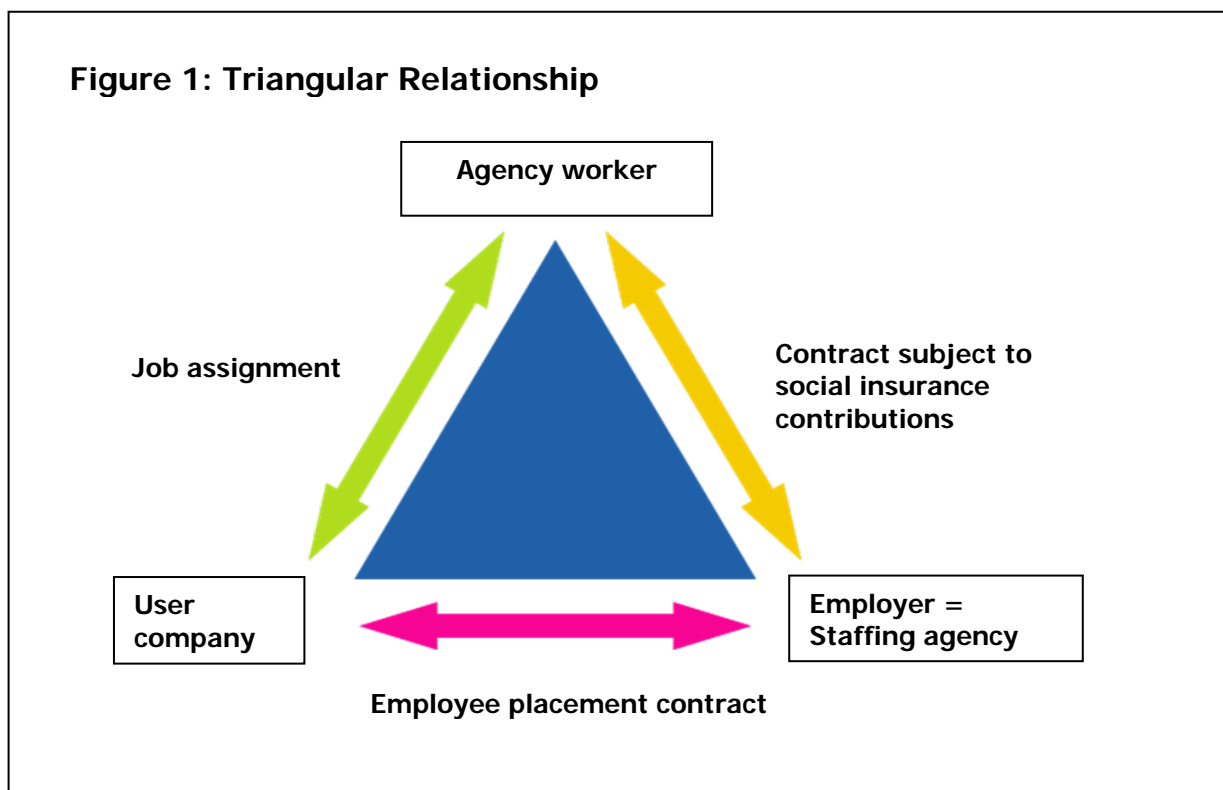 Figure 1: Triangular Relationship
Agency worker
Job assignment
Contract subject to
social insurance
contributions
User
company
Employer =
Staffing agency
Employee placement contract